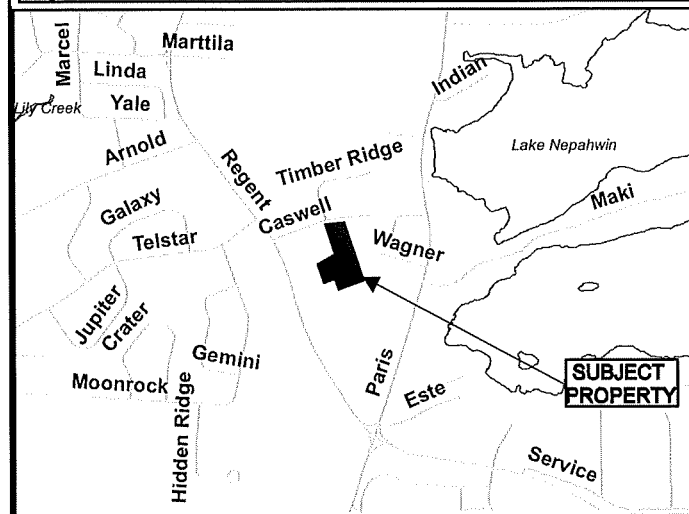 Marttila
Marcel
Linda
Indian
Yale
Lily Creek
Arnold
Lake Nepahwin
Regent
Timber Ridge
Maki
Galaxy
Caswell
Telstar
Wagner
Jupiter
Crater
Gemini
Paris
Moonrock
Este
SUBJECT
PROPERTY
Hidden Ridge
Service